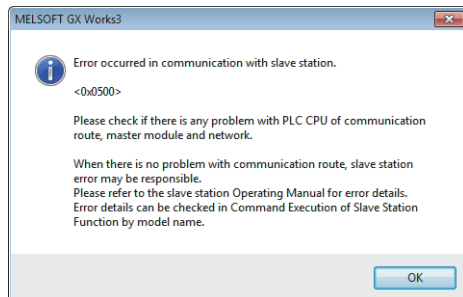 MELSOFT GX Works3
Error occurred in communication with slave station.
<0x0500>
Please check if there is any problem with PLC CPU of communication
route, master module and network.
When there is no problem with communication route, slave station
error may be responsible.
Please refer to the slave station Operating Manual for error details.
Error details can be checked in Command Execution of Slave Station
Function by model name.
OK